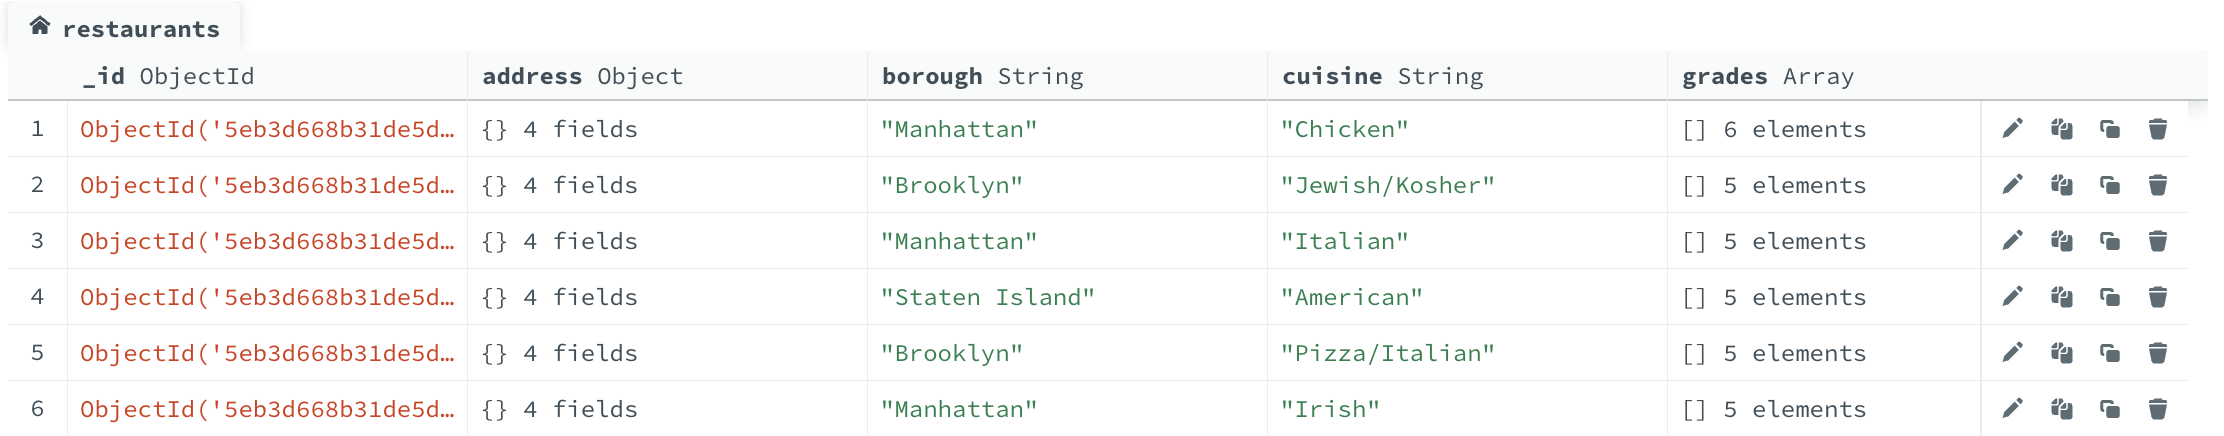 restaurants
_id ObjectId address Object borough String cuisine String grades Array
1 ObjectId('5eb3d668b31de5d… {} 4 fields "Manhattan" "Chicken" [] 6 elements
2 ObjectId('5eb3d668b31de5d… {} 4 fields "Brooklyn" "Jewish/Kosher" [] 5 elements
3 ObjectId('5eb3d668b31de5d… {} 4 fields "Manhattan" "Italian" [] 5 elements
4 ObjectId('5eb3d668b31de5d… {} 4 fields "Staten Island" "American" [] 5 elements
5 ObjectId('5eb3d668b31de5d… {} 4 fields "Brooklyn" "Pizza/Italian" [] 5 elements
6 ObjectId('5eb3d668b31de5d… {} 4 fields "Manhattan" "Irish" [] 5 elements